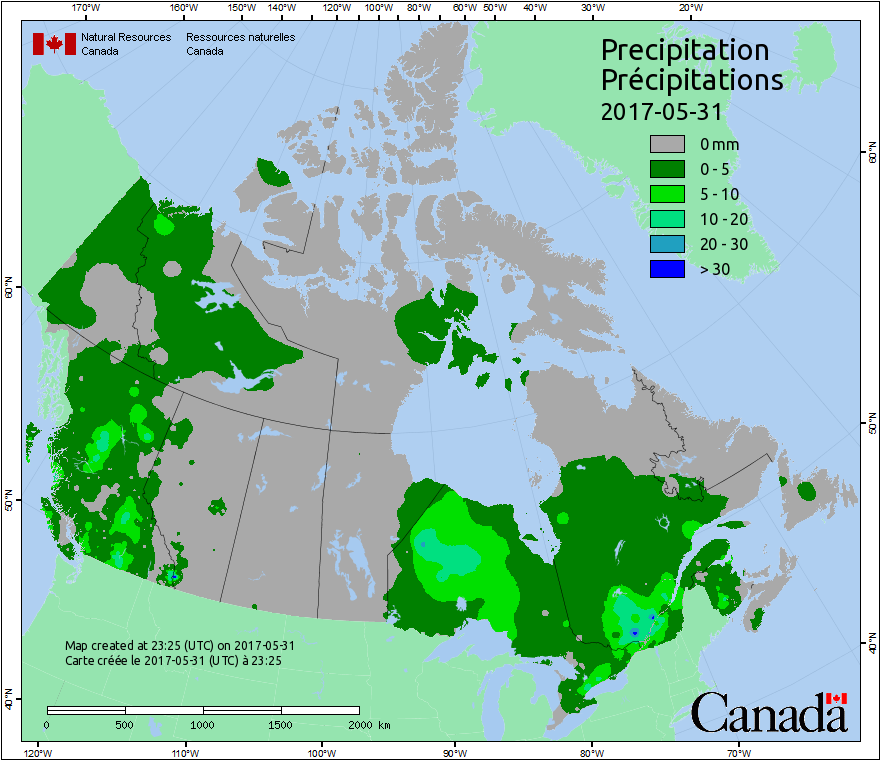 170°W 160°W 150°W 140°W 120°W 100°W 80°W 60°W 50°W 40°W 30°W 20°W
Natural Resources Ressources naturelles
Canada Canada
Precipitation
Précipitations
2017-05-31
0 mm
0 - 5
5 - 10
10 - 20
20 - 30
> 30
60°N
60°N
50°N
50°N
40°N
40°N
Map created at 23:25 (UTC) on 2017-05-31
Carte créée le 2017-05-31 (UTC) à 23:25
0 500 1000 1500 2000 km
Canada
120°W 110°W 100°W 90°W 80°W 70°W